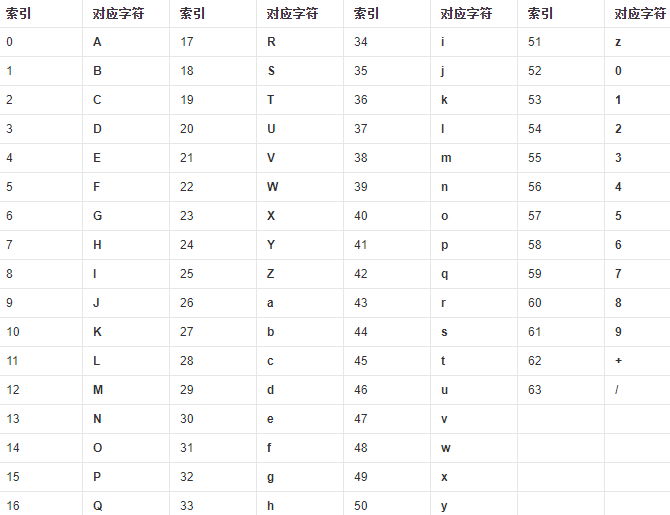 索引 对应字符 索引 对应字符 索引 对应字符 索引 对应字符
0 A 17 R 34 i 51 z
1 B 18 S 35 j 52 0
2 C 19 T 36 k 53 1
3 D 20 U 37 l 54 2
4 E 21 V 38 m 55 3
5 F 22 W 39 n 56 4
6 G 23 X 40 o 57 5
7 H 24 Y 41 p 58 6
8 I 25 Z 42 q 59 7
9 J 26 a 43 r 60 8
10 K 27 b 44 s 61 9
11 L 28 c 45 t 62 +
12 M 29 d 46 u 63 /
13 N 30 e 47 v
14 O 31 f 48 w
15 P 32 g 49 x
16 Q 33 h 50 y